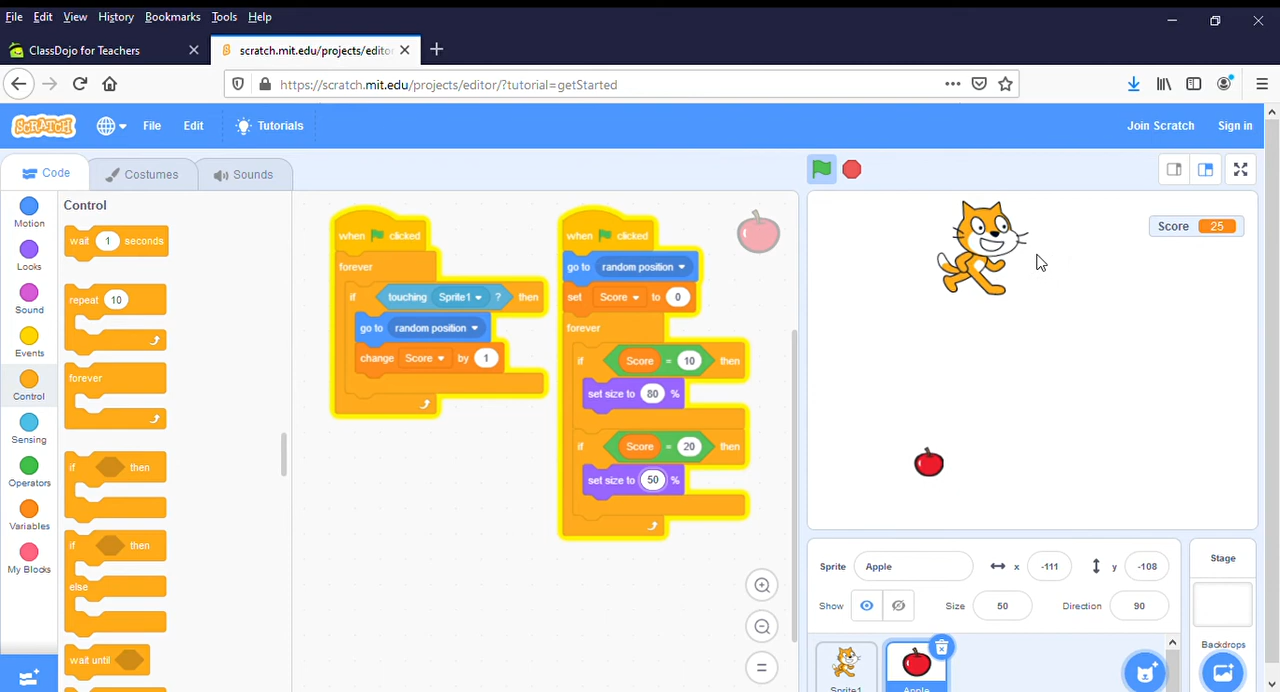 File Edit View History Bookmarks Tools Help
ClassDojo for Teachers
scratch.mit.edu/projects/edito
https://scratch.mit.edu/projects/editor/?tutorial=getStarted
SCRATCH
File Edit Tutorials Join Scratch Sign in
Code Costumes Sounds
Motion
Looks
Sound
Events
Control
Sensing
Operators
Variables
My Blocks
Control
wait 1 seconds
repeat 10
forever
if then
if then
else
wait until
when clicked
forever
if touching Sprite1 ? then
go to random position
change Score by 1
when clicked
go to random position
set Score to 0
forever
if Score = 10 then
set size to 80 %
if Score = 20 then
set size to 50 %
Score 25
Sprite Apple x -111 y -108
Show Size 50 Direction 90
Sprite1
Apple
Stage
Backdrops